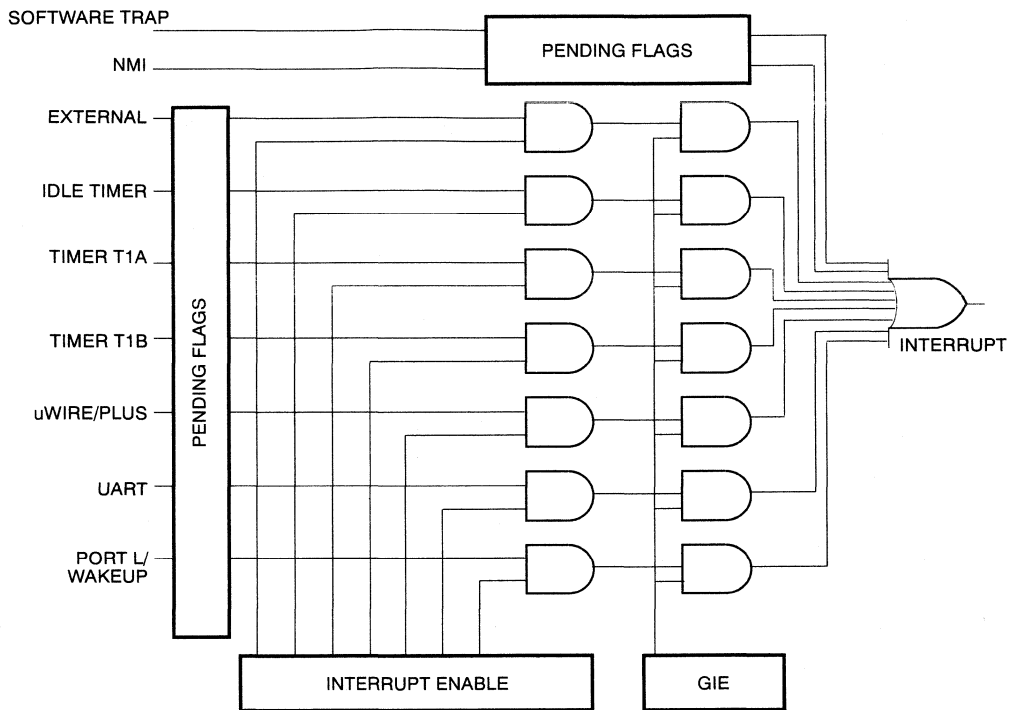 SOFTWARE TRAP
PENDING FLAGS
NMI
EXTERNAL
IDLE TIMER
TIMER T1A
TIMER T1B
uWIRE/PLUS
UART
PORT L/
WAKEUP
PENDING FLAGS
INTERRUPT
INTERRUPT ENABLE
GIE